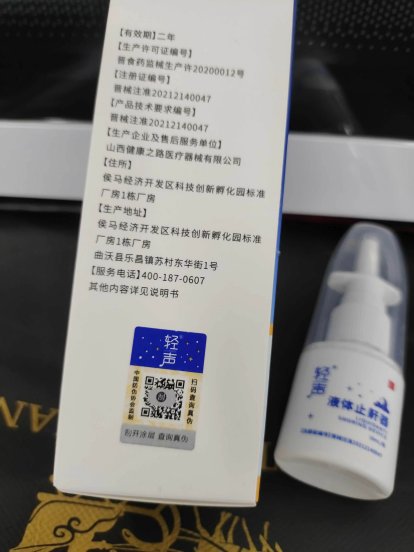 【有效期】二年
【生产许可证编号】
晋食药监械生产许20200012号
【注册证编号】
晋械注准20212140047
【产品技术要求编号】
晋械注准20212140047
【生产企业及售后服务单位】
山西健康之路医疗器械有限公司
【住所】
侯马经济开发区科技创新孵化园标准
厂房1栋厂房
【生产地址】
侯马经济开发区科技创新孵化园标准
厂房1栋厂房
曲沃县乐昌镇苏村东华街1号
【服务电话】400-187-0607
其他内容详见说明书
轻声
中国防伪协会监制
扫码查询真伪
刮开涂层 查询真伪
轻声
液体止鼾器